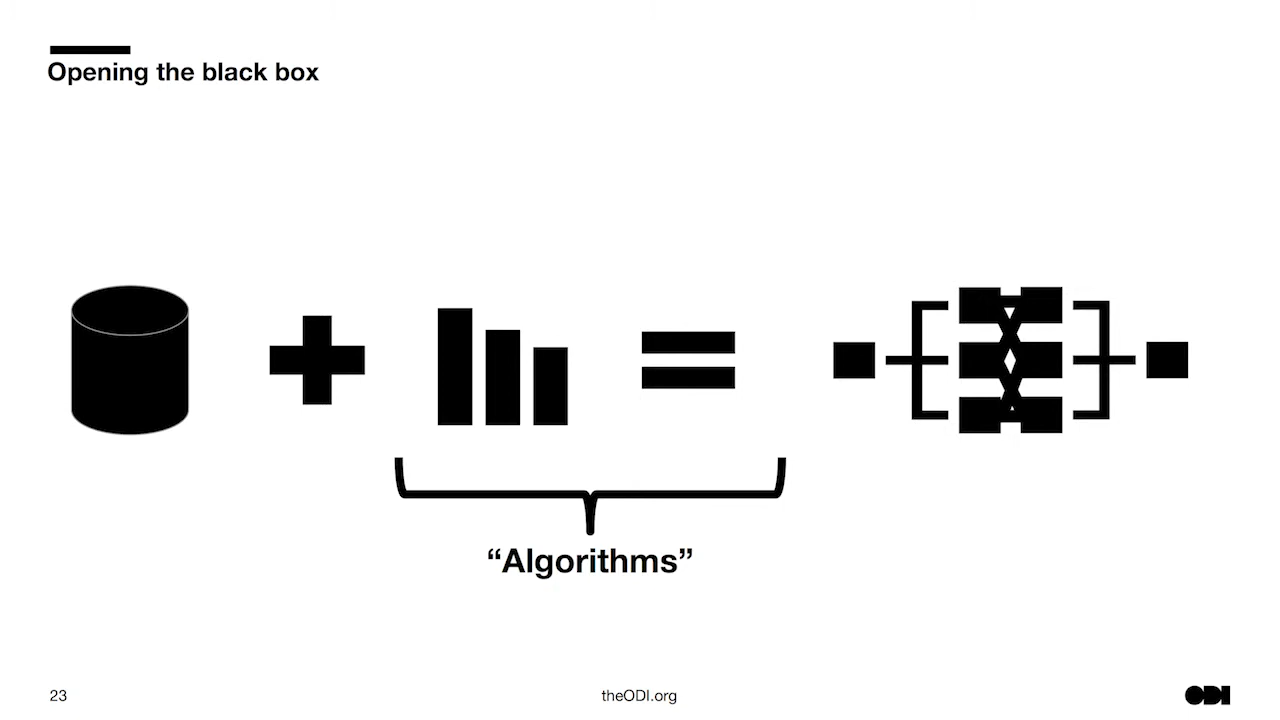 Opening the black box
“Algorithms”
23
theODI.org
ODI